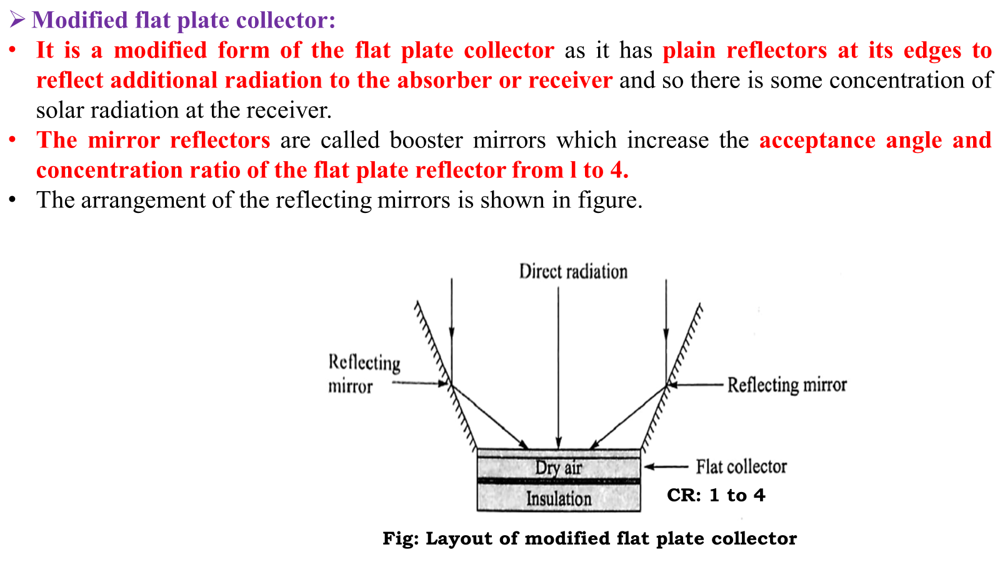 ➢ Modified flat plate collector:
• It is a modified form of the flat plate collector as it has plain reflectors at its edges to
reflect additional radiation to the absorber or receiver and so there is some concentration of
solar radiation at the receiver.
• The mirror reflectors are called booster mirrors which increase the acceptance angle and
concentration ratio of the flat plate reflector from l to 4.
• The arrangement of the reflecting mirrors is shown in figure.
Direct radiation
Reflecting
mirror
Reflecting mirror
Dry air
Flat collector
Insulation
CR: 1 to 4
Fig: Layout of modified flat plate collector